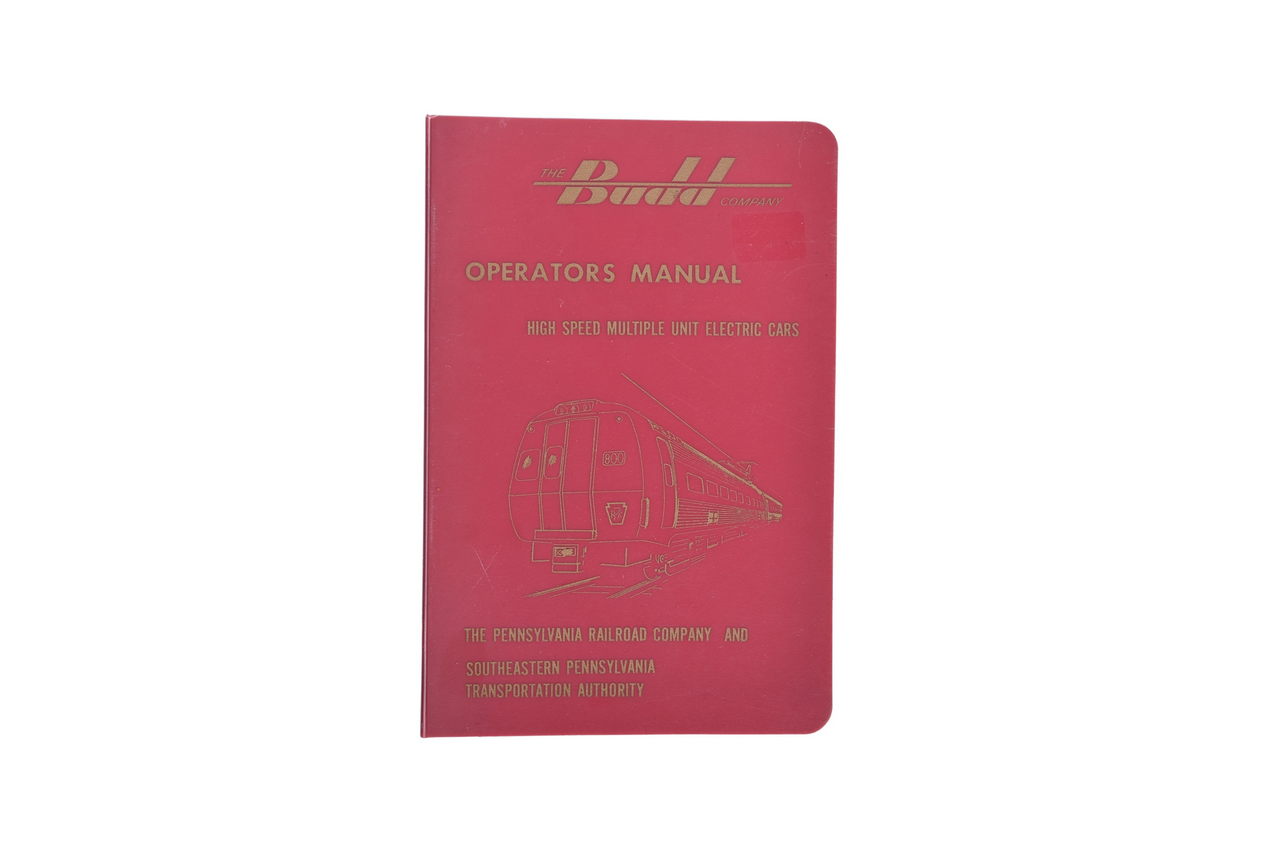 THE Budd COMPANY
OPERATORS MANUAL
HIGH SPEED MULTIPLE UNIT ELECTRIC CARS
800
THE PENNSYLVANIA RAILROAD COMPANY AND
SOUTHEASTERN PENNSYLVANIA
TRANSPORTATION AUTHORITY